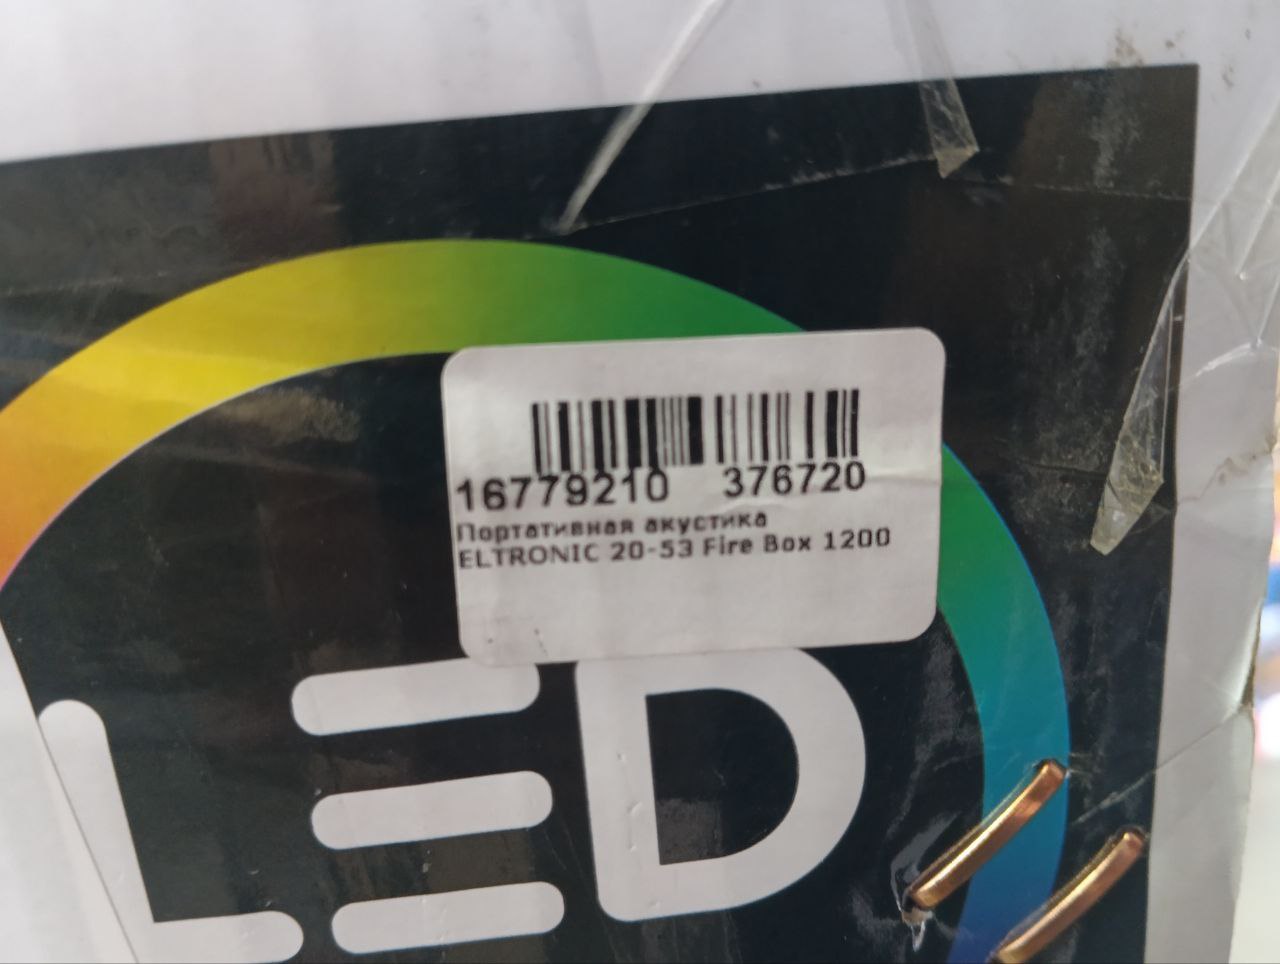 16779210 376720
Портативная акустика
ELTRONIC 20-53 Fire Box 1200
LED